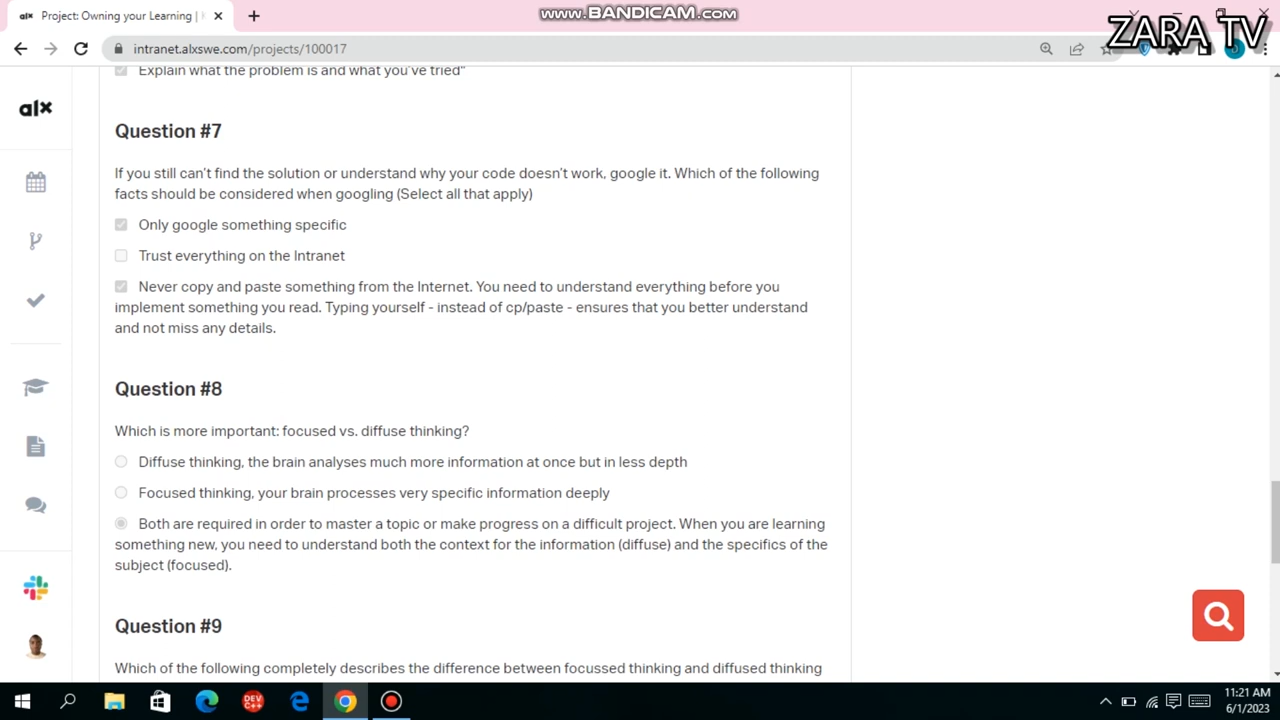 Project: Owning your Learning |
www.BANDICAM.com
ZARA TV
intranet.alxswe.com/projects/100017
Explain what the problem is and what you've tried"
alx
Question #7
If you still can't find the solution or understand why your code doesn't work, google it. Which of the following
facts should be considered when googling (Select all that apply)
Only google something specific
Trust everything on the Intranet
Never copy and paste something from the Internet. You need to understand everything before you
implement something you read. Typing yourself - instead of cp/paste - ensures that you better understand
and not miss any details.
Question #8
Which is more important: focused vs. diffuse thinking?
Diffuse thinking, the brain analyses much more information at once but in less depth
Focused thinking, your brain processes very specific information deeply
Both are required in order to master a topic or make progress on a difficult project. When you are learning
something new, you need to understand both the context for the information (diffuse) and the specifics of the
subject (focused).
Question #9
Which of the following completely describes the difference between focussed thinking and diffused thinking
11:21 AM
6/1/2023